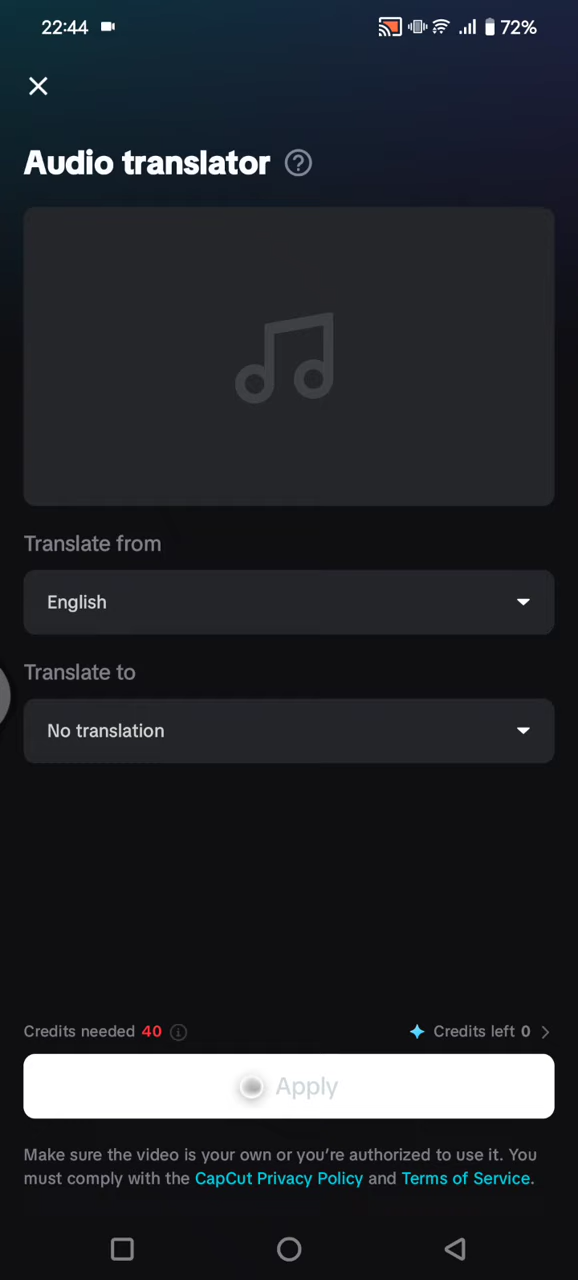 22:44 72%
Audio translator ?
Translate from
English
Translate to
No translation
Credits needed 40 Credits left 0
Apply
Make sure the video is your own or you’re authorized to use it. You
must comply with the CapCut Privacy Policy and Terms of Service.